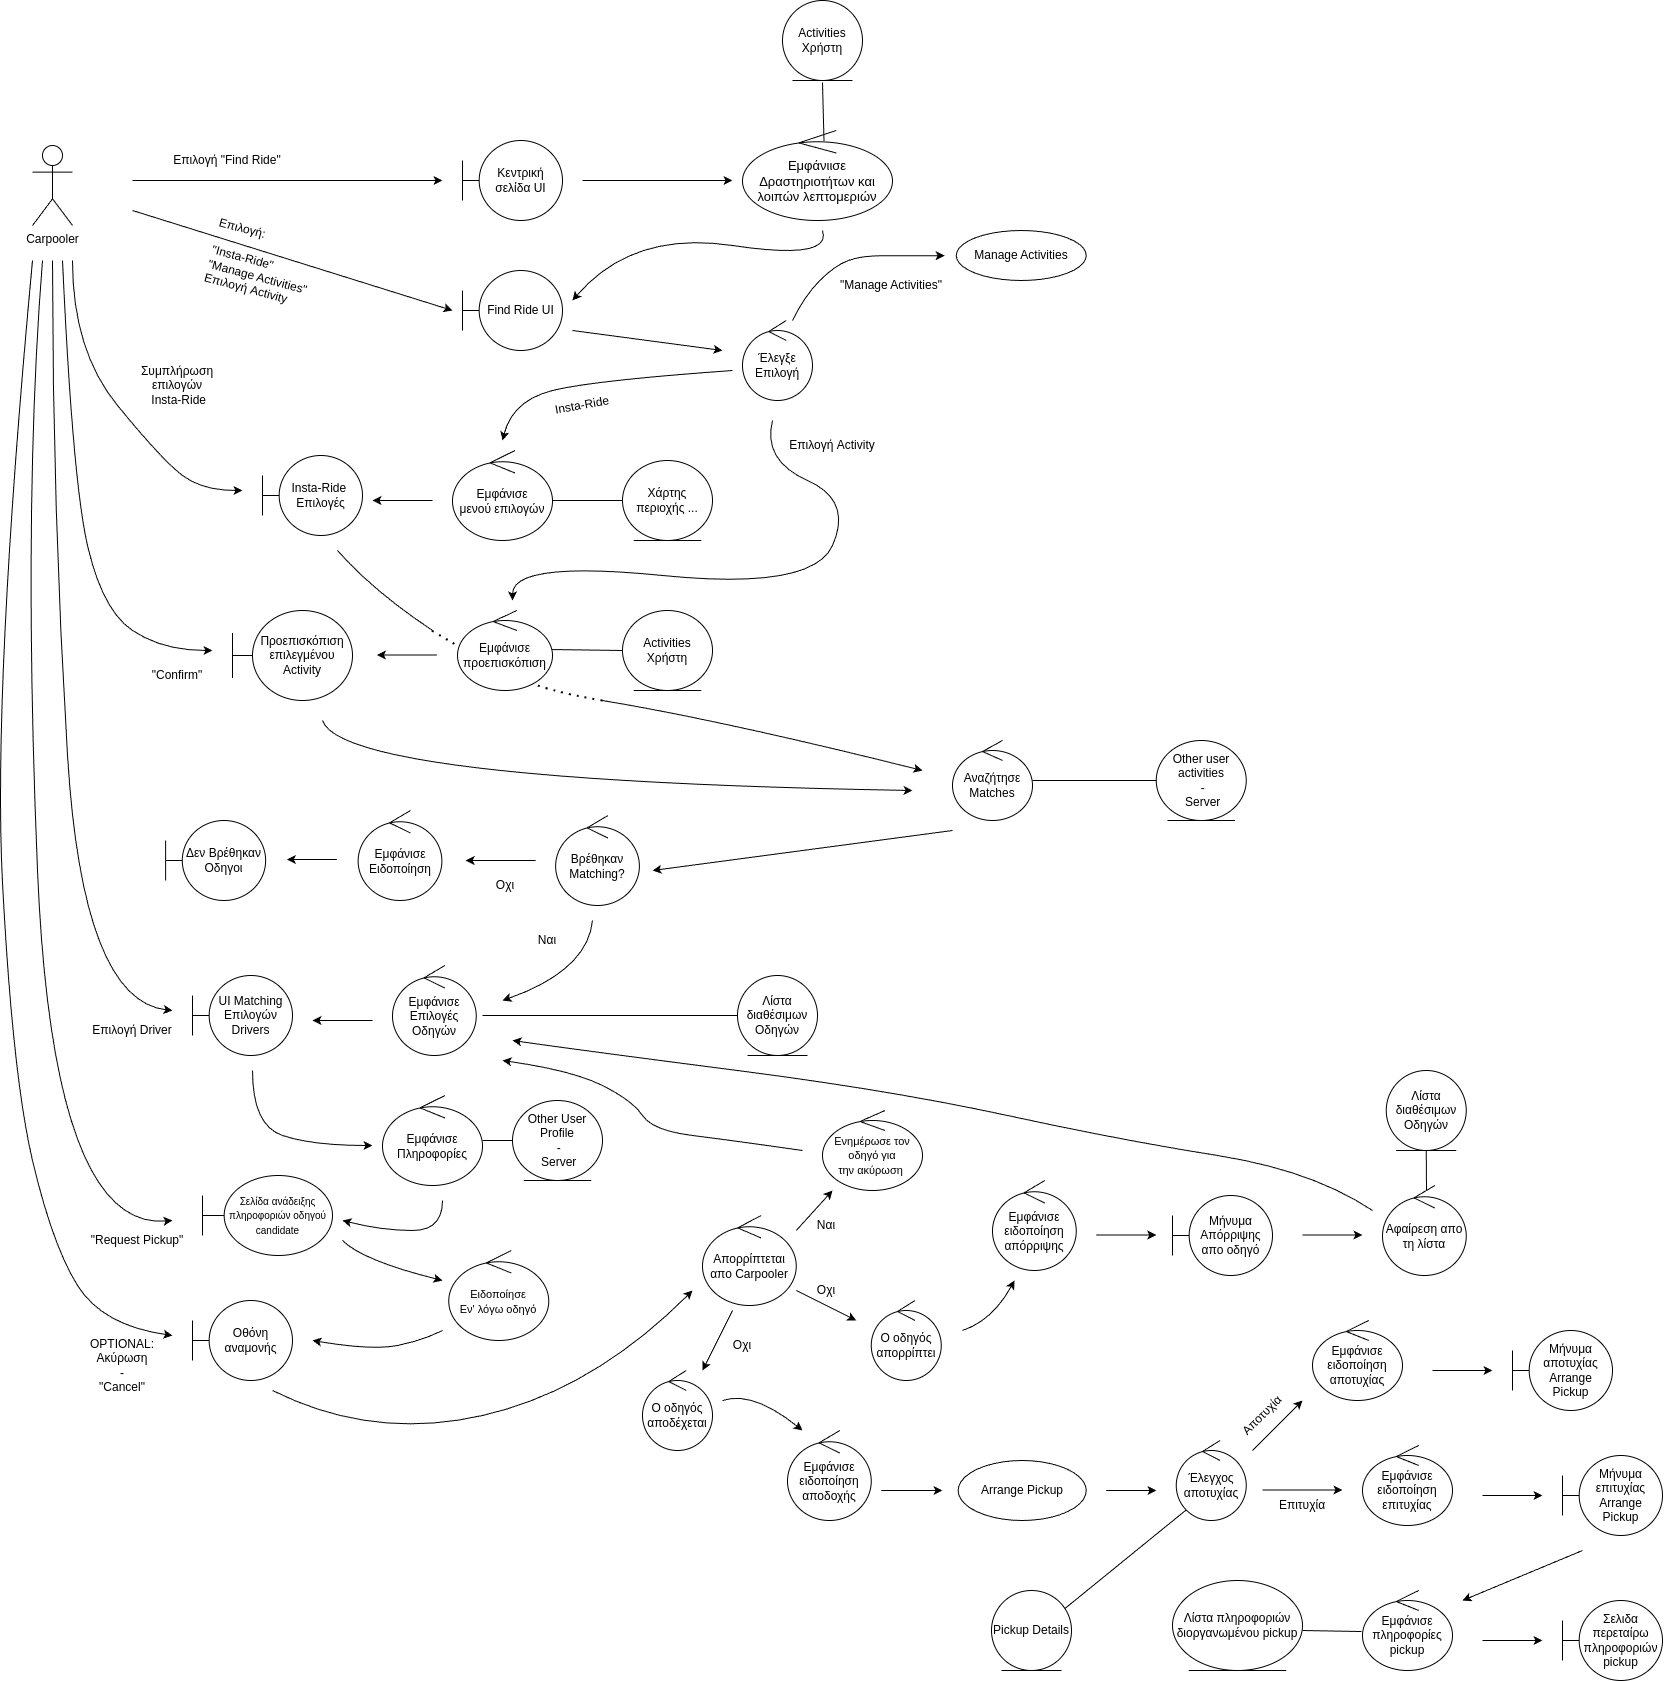 Activities
Χρήστη
Επιλογή "Find Ride"
Κεντρική
σελίδα UI
Εμφάνιισε
Δραστηριοτήτων και
λοιπών λεπτομεριών
Carpooler
Επιλογή:
"Insta-Ride"
"Manage Activities"
Επιλογή Activity
Find Ride UI
Manage Activities
"Manage Activities"
Έλεγξε
Επιλογή
Συμπλήρωση
επιλογών
Insta-Ride
Insta-Ride
Επιλογή Activity
Insta-Ride
Επιλογές
Εμφάνισε
μενού επιλογών
Χάρτης
περιοχής ...
Προεπισκόπιση
επιλεγμένου
Activity
Εμφάνισε
προεπισκόπιση
Activities
Χρήστη
"Confirm"
Αναζήτησε
Matches
Other user
activities
-
Server
Δεν Βρέθηκαν
Οδηγοι
Εμφάνισε
Ειδοποίηση
Οχι
Βρέθηκαν
Matching?
Ναι
UI Matching
Επιλογών
Drivers
Εμφάνισε
Επιλογές
Οδηγών
Λίστα
διαθέσιμων
Οδηγών
Επιλογή Driver
Εμφάνισε
Πληροφορίες
Other User
Profile
-
Server
Ενημέρωσε τον
οδηγό για
την ακύρωση
Λίστα
διαθέσιμων
Οδηγών
Σελίδα ανάδειξης
πληροφοριών οδηγού
candidate
"Request Pickup"
Απορρίπτεται
απο Carpooler
Ναι
Οχι
Οχι
Εμφάνισε
ειδοποίηση
απόρριψης
Μήνυμα
Απόρριψης
απο οδηγό
Αφαίρεση απο
τη λίστα
Ειδοποίησε
Εν' λόγω οδηγό
Οθόνη
αναμονής
OPTIONAL:
Ακύρωση
-
"Cancel"
Ο οδηγός
απορρίπτει
Ο οδηγός
αποδέχεται
Εμφάνισε
ειδοποίηση
αποτυχίας
Μήνυμα
αποτυχίας
Arrange
Pickup
Αποτυχία
Εμφάνισε
ειδοποίηση
αποδοχής
Arrange Pickup
Έλεγχος
αποτυχίας
Επιτυχία
Εμφάνισε
ειδοποίηση
επιτυχίας
Μήνυμα
επιτυχίας
Arrange
Pickup
Pickup Details
Λίστα πληροφοριών
διοργανωμένου pickup
Εμφάνισε
πληροφορίες
pickup
Σελιδα
περεταίρω
πληροφοριών
pickup